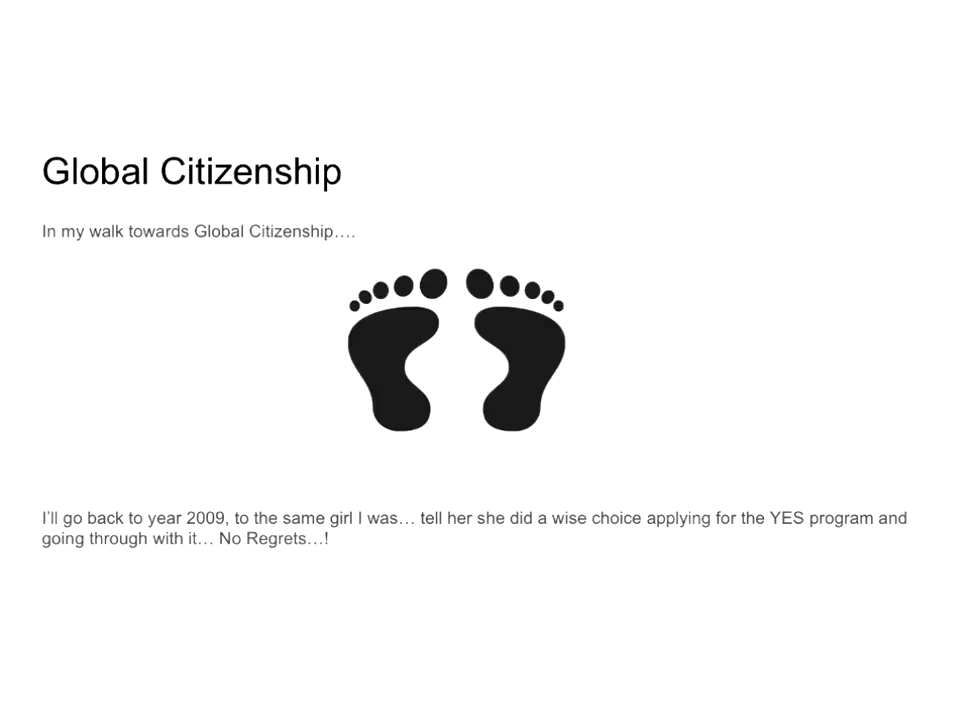 Global Citizenship
In my walk towards Global Citizenship….
I’ll go back to year 2009, to the same girl I was… tell her she did a wise choice applying for the YES program and
going through with it… No Regrets…!